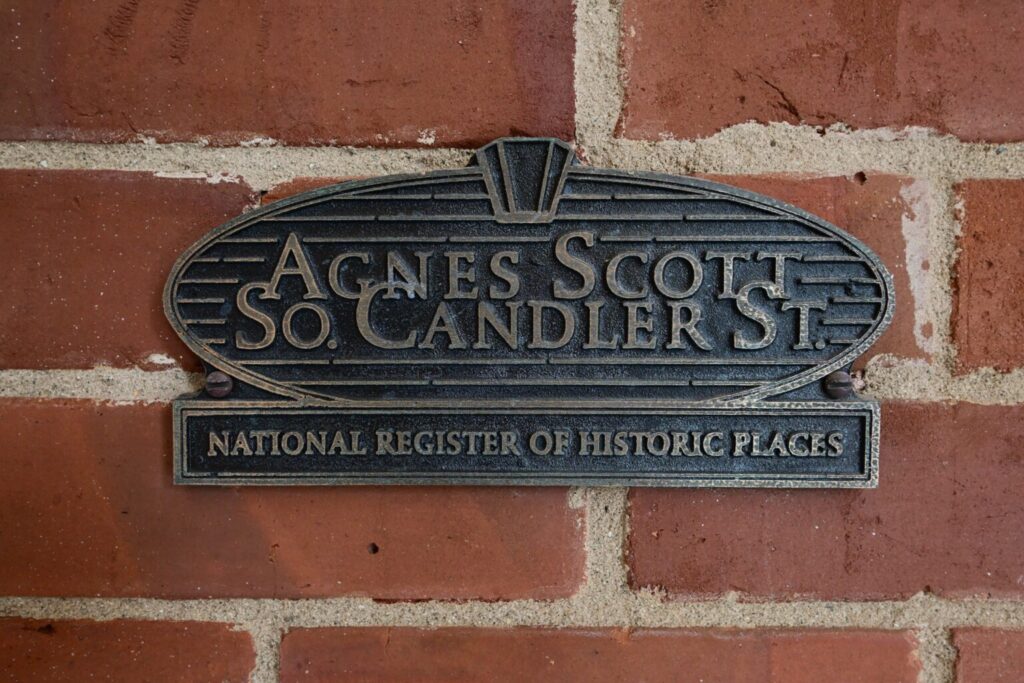 AGNES SCOTT
SO. CANDLER ST.
NATIONAL REGISTER OF HISTORIC PLACES